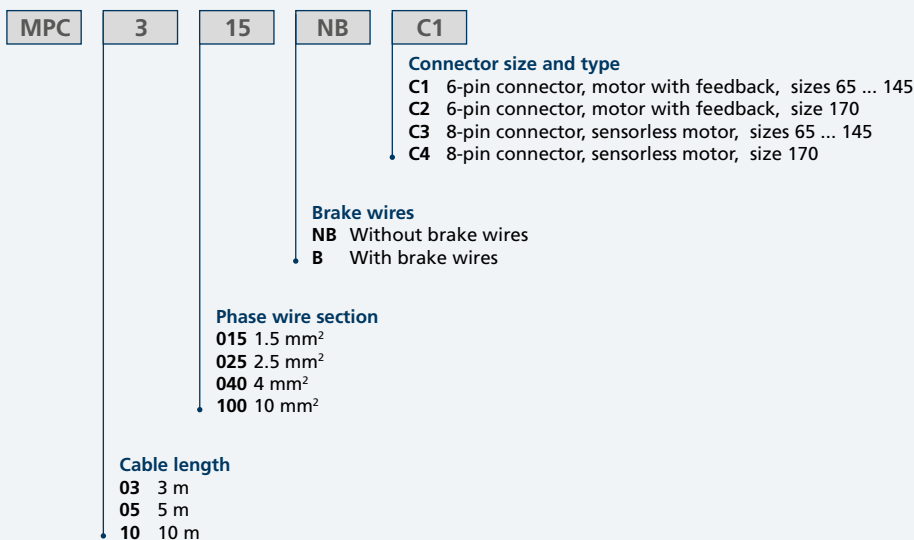 MPC 3 15 NB C1
Connector size and type
C1 6-pin connector, motor with feedback, sizes 65 ... 145
C2 6-pin connector, motor with feedback, size 170
C3 8-pin connector, sensorless motor, sizes 65 ... 145
C4 8-pin connector, sensorless motor, size 170
Brake wires
NB Without brake wires
B With brake wires
Phase wire section
015 1.5 mm²
025 2.5 mm²
040 4 mm²
100 10 mm²
Cable length
03 3 m
05 5 m
10 10 m